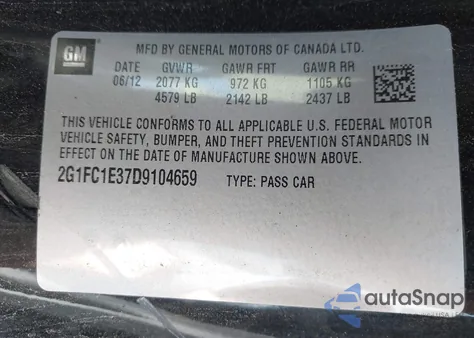 GM
MFD BY GENERAL MOTORS OF CANADA LTD.
DATE GVWR GAWR FRT GAWR RR
06/12 2077 KG 972 KG 1105 KG
4579 LB 2142 LB 2437 LB
THIS VEHICLE CONFORMS TO ALL APPLICABLE U.S. FEDERAL MOTOR
VEHICLE SAFETY, BUMPER, AND THEFT PREVENTION STANDARDS IN
EFFECT ON THE DATE OF MANUFACTURE SHOWN ABOVE.
2G1FC1E37D9104659 TYPE: PASS CAR
autoSnap